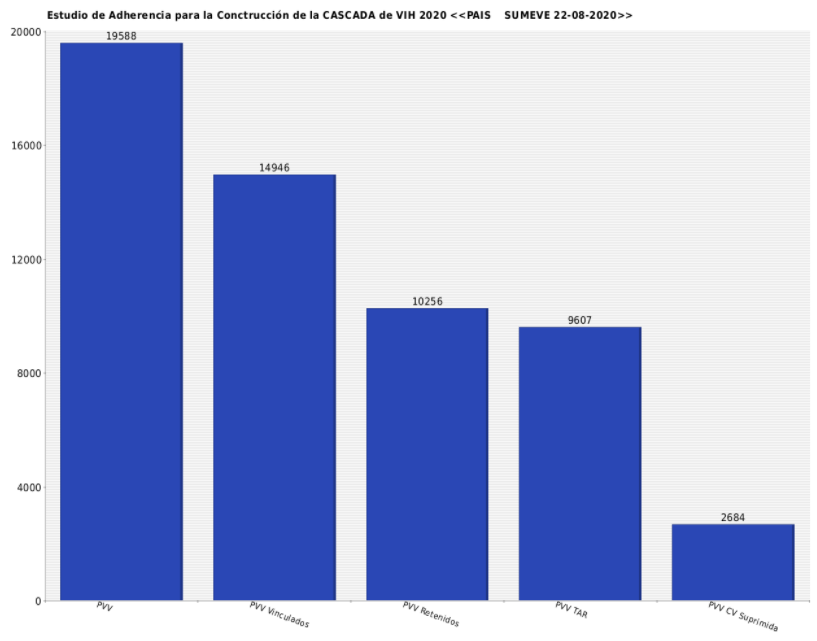 Estudio de Adherencia para la Conctrucción de la CASCADA de VIH 2020 <<PAIS    SUMEVE 22-08-2020>>
20000
16000
12000
8000
4000
0
19588
14946
10256
9607
2684
PVV
PVV Vinculados
PVV Retenidos
PVV TAR
PVV CV Suprimida